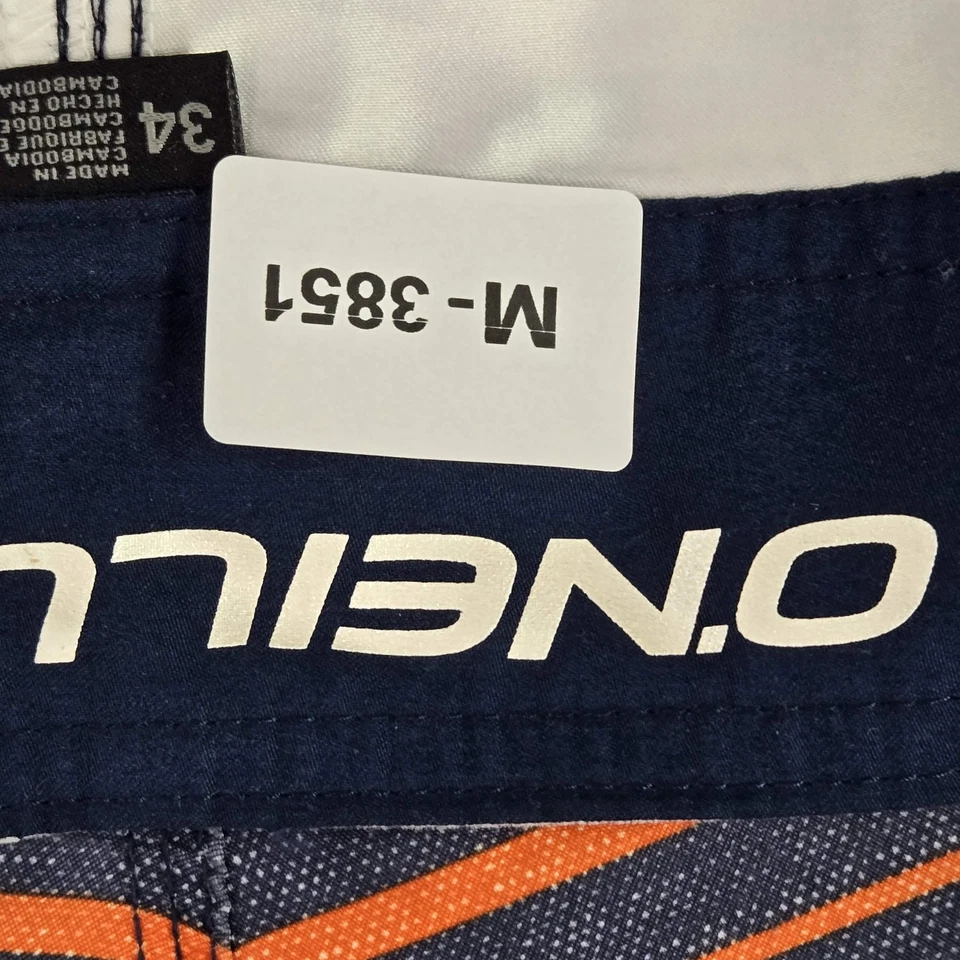 O'NEILL
M-3851
34
MADE IN
CAMBODIA
FABRIQUE
CAMBODGE
HECHO EN
CAMBODIA